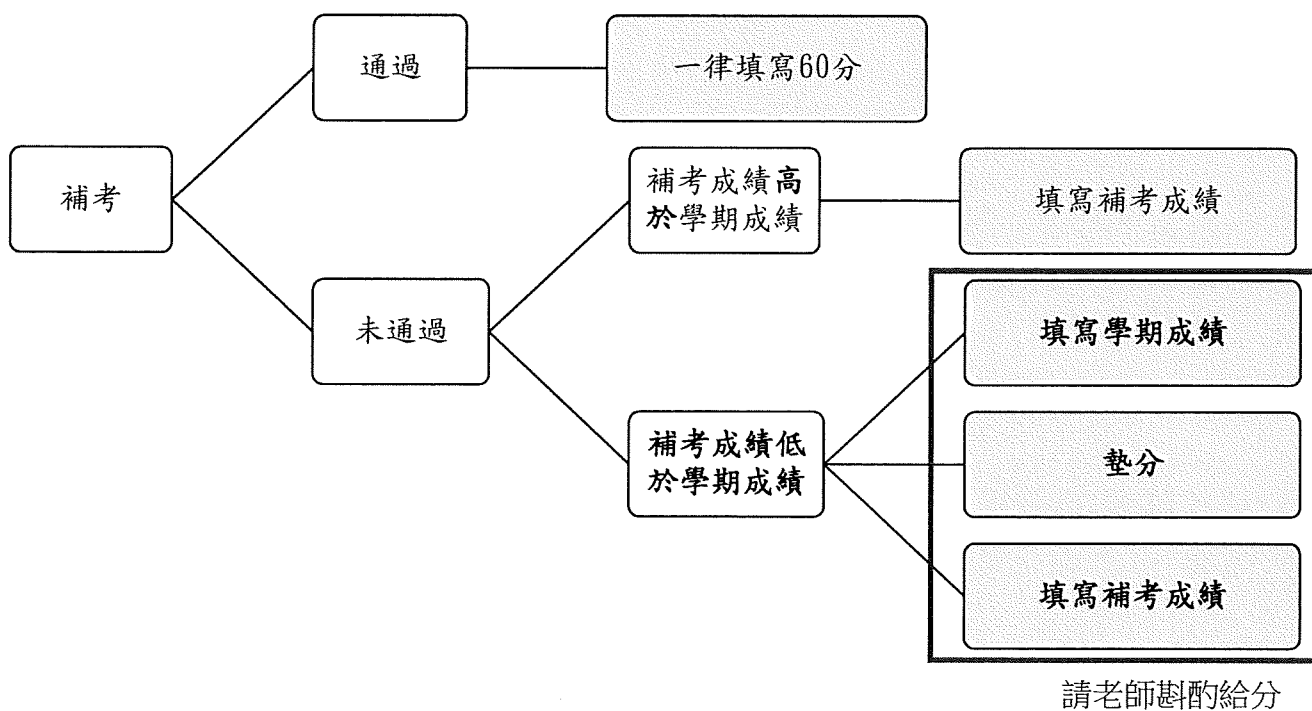 補考
通過
一律填寫60分
未通過
補考成績高
於學期成績
填寫補考成績
補考成績低
於學期成績
填寫學期成績
墊分
填寫補考成績
請老師斟酌給分